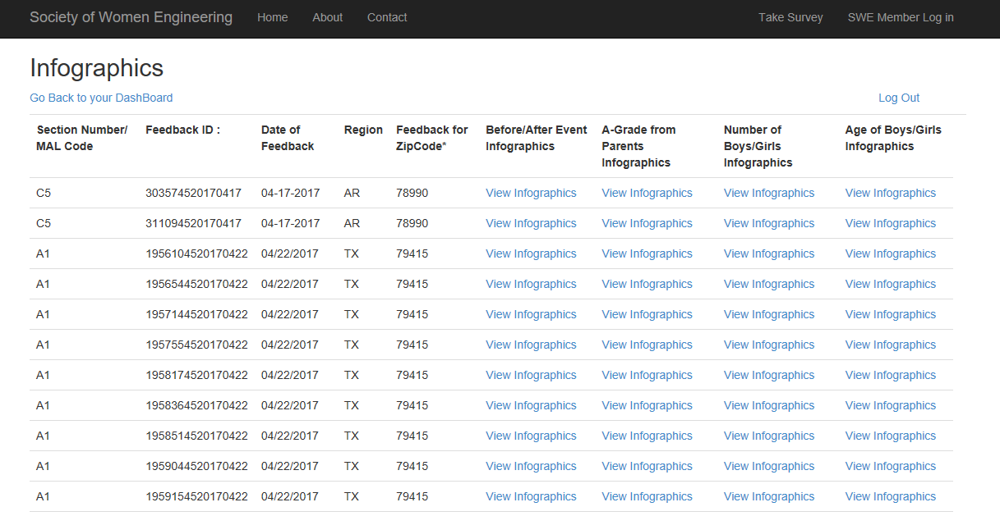 Society of Women Engineering Home About Contact Take Survey SWE Member Log in
Infographics
Go Back to your DashBoard Log Out
Section Number/ MAL Code Feedback ID : Date of Feedback Region Feedback for ZipCode* Before/After Event Infographics A-Grade from Parents Infographics Number of Boys/Girls Infographics Age of Boys/Girls Infographics
C5 303574520170417 04-17-2017 AR 78990 View Infographics View Infographics View Infographics View Infographics
C5 311094520170417 04-17-2017 AR 78990 View Infographics View Infographics View Infographics View Infographics
A1 1956104520170422 04/22/2017 TX 79415 View Infographics View Infographics View Infographics View Infographics
A1 1956544520170422 04/22/2017 TX 79415 View Infographics View Infographics View Infographics View Infographics
A1 1957144520170422 04/22/2017 TX 79415 View Infographics View Infographics View Infographics View Infographics
A1 1957554520170422 04/22/2017 TX 79415 View Infographics View Infographics View Infographics View Infographics
A1 1958174520170422 04/22/2017 TX 79415 View Infographics View Infographics View Infographics View Infographics
A1 1958364520170422 04/22/2017 TX 79415 View Infographics View Infographics View Infographics View Infographics
A1 1958514520170422 04/22/2017 TX 79415 View Infographics View Infographics View Infographics View Infographics
A1 1959044520170422 04/22/2017 TX 79415 View Infographics View Infographics View Infographics View Infographics
A1 1959154520170422 04/22/2017 TX 79415 View Infographics View Infographics View Infographics View Infographics